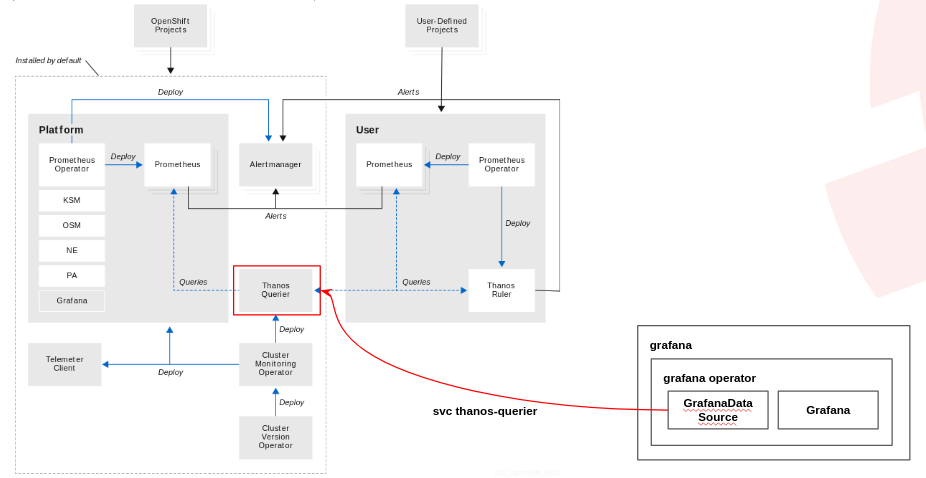 OpenShift
Projects
User-Defined
Projects
Installed by default
Deploy
Alerts
Platform
User
Prometheus
Operator
Deploy
Prometheus
Alertmanager
Prometheus
Deploy
Prometheus
Operator
KSM
OSM
NE
PA
Grafana
Alerts
Deploy
Queries
Thanos
Querier
Queries
Thanos
Ruler
Deploy
Telemeter
Client
Deploy
Cluster
Monitoring
Operator
Deploy
Cluster
Version
Operator
svc thanos-querier
grafana
grafana operator
GrafanaData
Source
Grafana